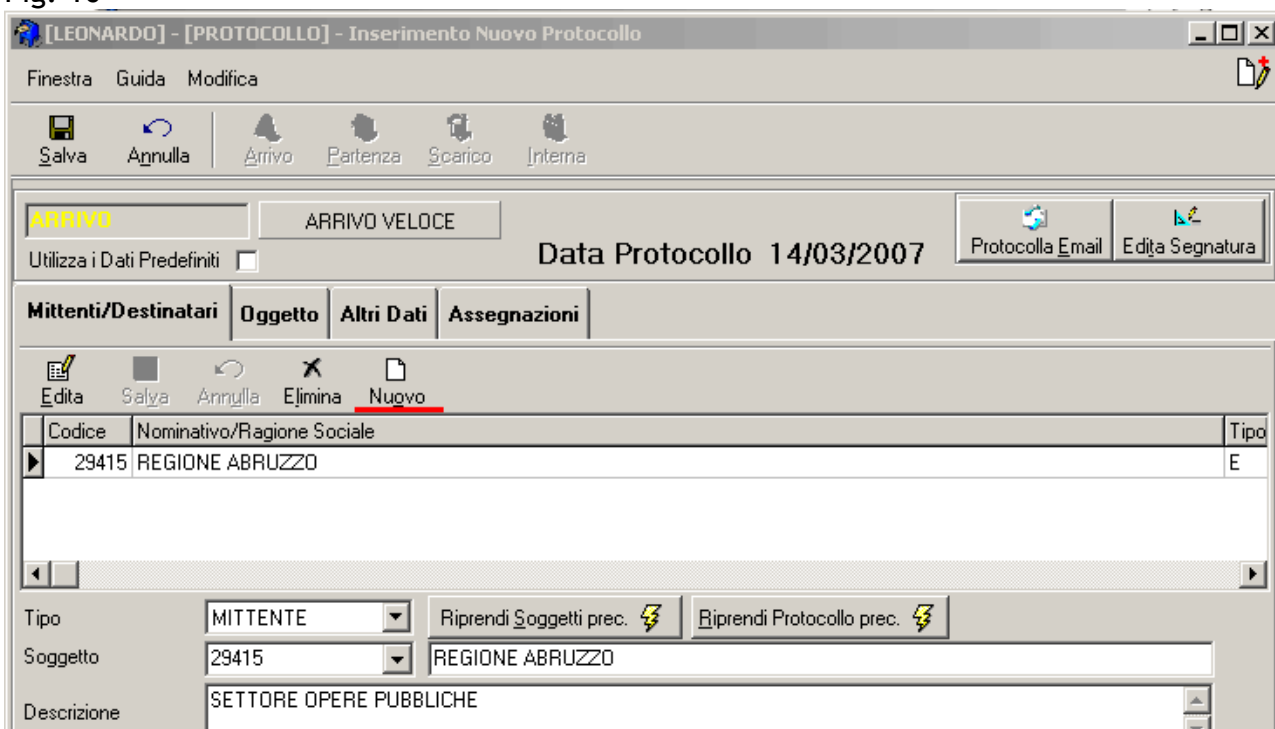 [LEONARDO] - [PROTOCOLLO] - Inserimento Nuovo Protocollo
Finestra Guida Modifica
Salva Annulla Arrivo Partenza Scarico Interna
ARRIVO ARRIVO VELOCE
Data Protocollo 14/03/2007 Protocolla Email Edita Segnatura
Utilizza i Dati Predefiniti
Mittenti/Destinatari Oggetto Altri Dati Assegnazioni
Edita Salva Annulla Elimina Nuovo
Codice Nominativo/Ragione Sociale Tipo
29415 REGIONE ABRUZZO E
Tipo MITTENTE Riprendi Soggetti prec. Riprendi Protocollo prec.
Soggetto 29415 REGIONE ABRUZZO
Descrizione SETTORE OPERE PUBBLICHE